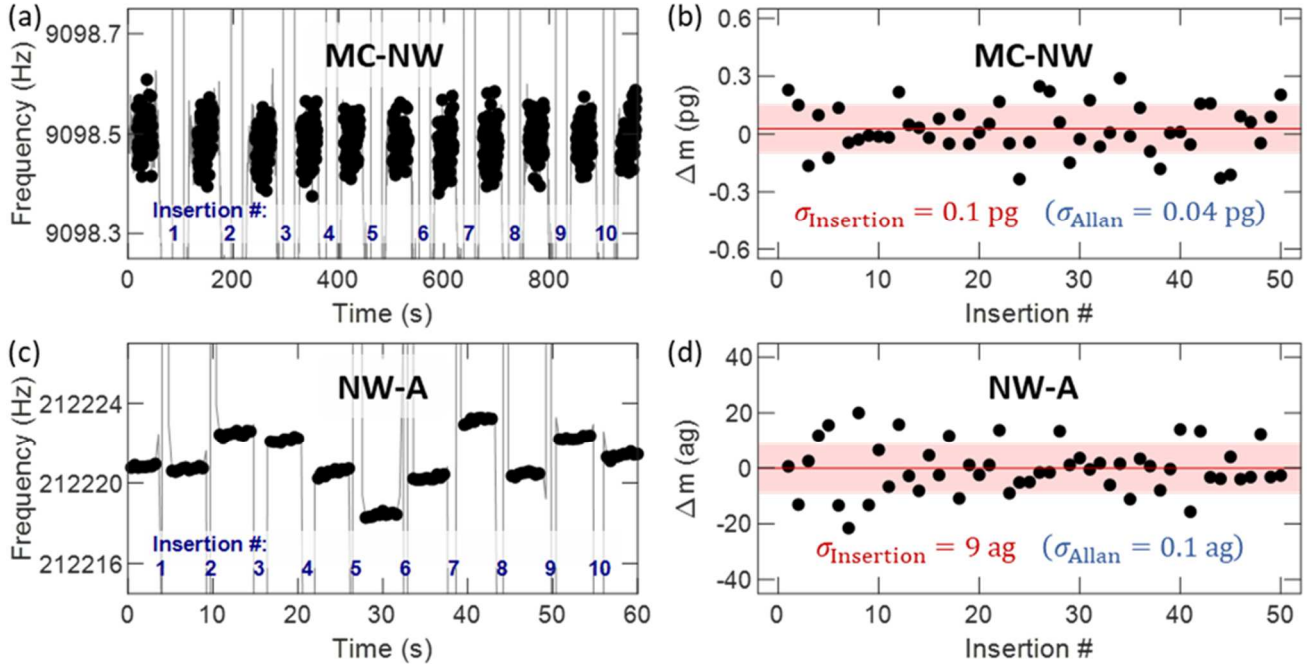 (a)
MC-NW
9098.7
9098.5
9098.3
Frequency (Hz)
Insertion #:
1 2 3 4 5 6 7 8 9 10
0 200 400 600 800
Time (s)
(b)
MC-NW
0.6
0.3
0
-0.3
-0.6
Δm (pg)
σInsertion = 0.1 pg (σAllan = 0.04 pg)
0 10 20 30 40 50
Insertion #
(c)
NW-A
212224
212220
212216
Frequency (Hz)
Insertion #:
1 2 3 4 5 6 7 8 9 10
0 10 20 30 40 50 60
Time (s)
(d)
NW-A
40
20
0
-20
-40
Δm (ag)
σInsertion = 9 ag (σAllan = 0.1 ag)
0 10 20 30 40 50
Insertion #